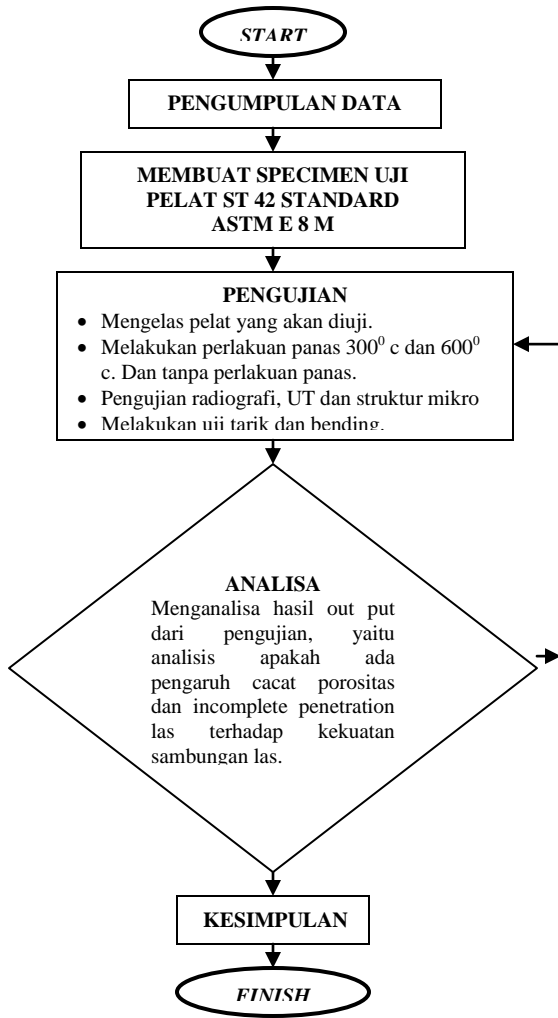 START
PENGUMPULAN DATA
MEMBUAT SPECIMEN UJI
PELAT ST 42 STANDARD
ASTM E 8 M
PENGUJIAN
• Mengelas pelat yang akan diuji.
• Melakukan perlakuan panas 300⁰ c dan 600⁰
c. Dan tanpa perlakuan panas.
• Pengujian radiografi, UT dan struktur mikro
• Melakukan uji tarik dan bending.
ANALISA
Menganalisa hasil out put
dari pengujian, yaitu
analisis apakah ada
pengaruh cacat porositas
dan incomplete penetration
las terhadap kekuatan
sambungan las.
KESIMPULAN
FINISH